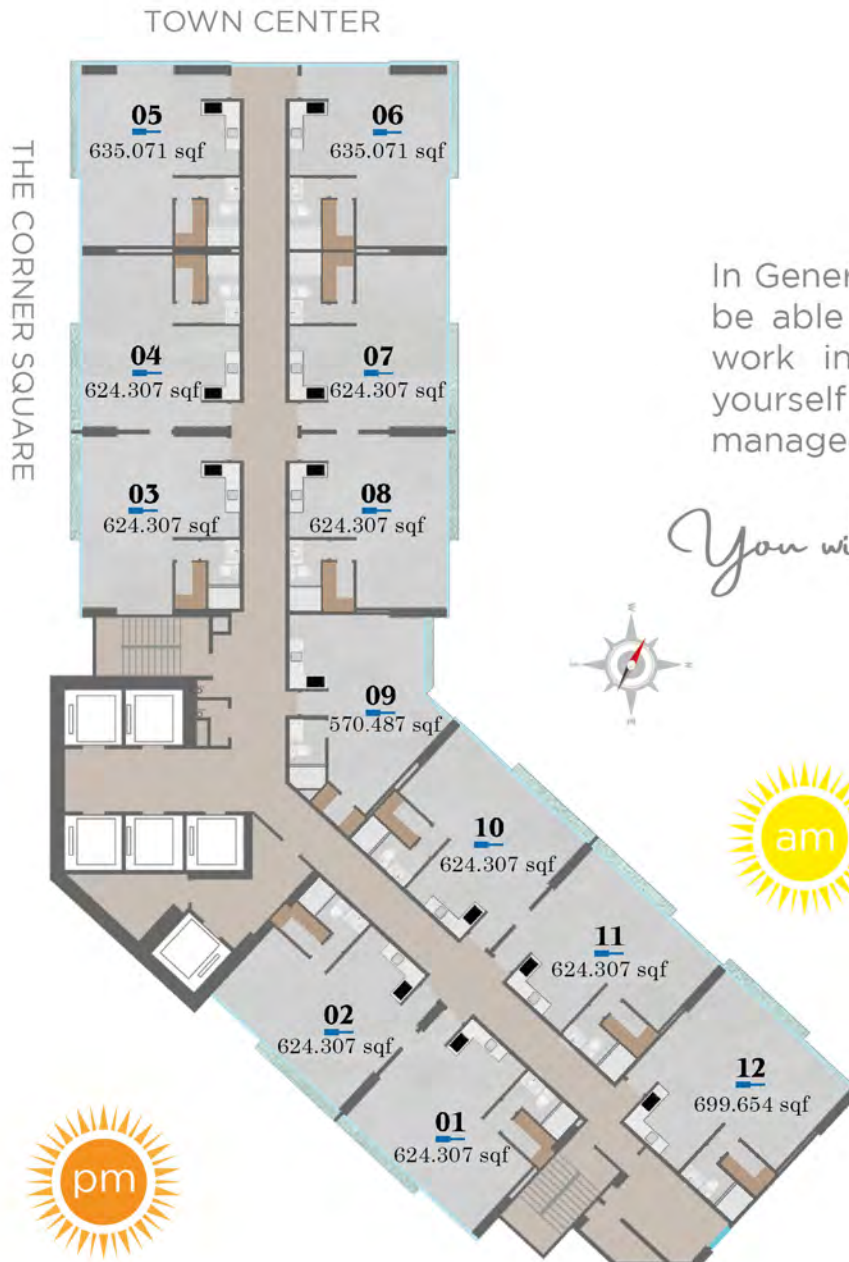 TOWN CENTER
THE CORNER SQUARE
05
635.071 sqf
06
635.071 sqf
04
624.307 sqf
07
624.307 sqf
03
624.307 sqf
08
624.307 sqf
09
570.487 sqf
10
624.307 sqf
11
624.307 sqf
12
699.654 sqf
02
624.307 sqf
01
624.307 sqf
In Gener
be able
work in
yourself
manage
You wi
am
pm